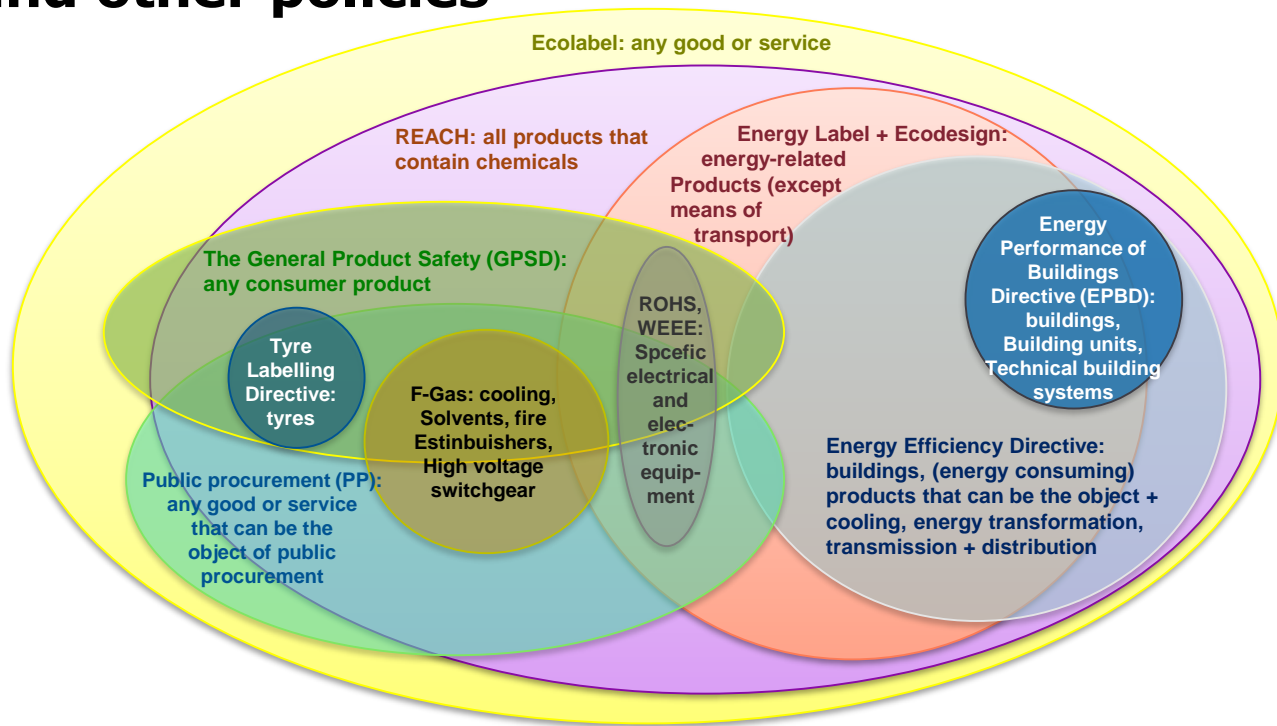 and other policies
Ecolabel: any good or service
REACH: all products that
contain chemicals
Energy Label + Ecodesign:
energy-related
Products (except
means of
transport)
The General Product Safety (GPSD):
any consumer product
Tyre
Labelling
Directive:
tyres
F-Gas: cooling,
Solvents, fire
Estinbuishers,
High voltage
switchgear
ROHS,
WEEE:
Spcefic
electrical
and
elec-
tronic
equip-
ment
Energy
Performance of
Buildings
Directive (EPBD):
buildings,
Building units,
Technical building
systems
Public procurement (PP):
any good or service
that can be the
object of public
procurement
Energy Efficiency Directive:
buildings, (energy consuming)
products that can be the object +
cooling, energy transformation,
transmission + distribution